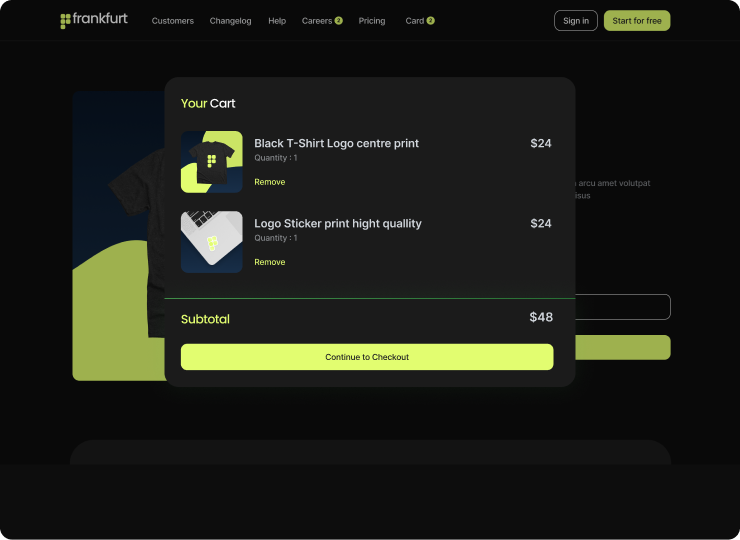 frankfurt
Customers
Changelog
Help
Careers 2
Pricing
Card 2
Sign in
Start for free
Your Cart
Black T-Shirt Logo centre print
$24
Quantity : 1
Remove
arcu amet volutpat
isus
Logo Sticker print hight quallity
$24
Quantity : 1
Remove
Subtotal
$48
Continue to Checkout